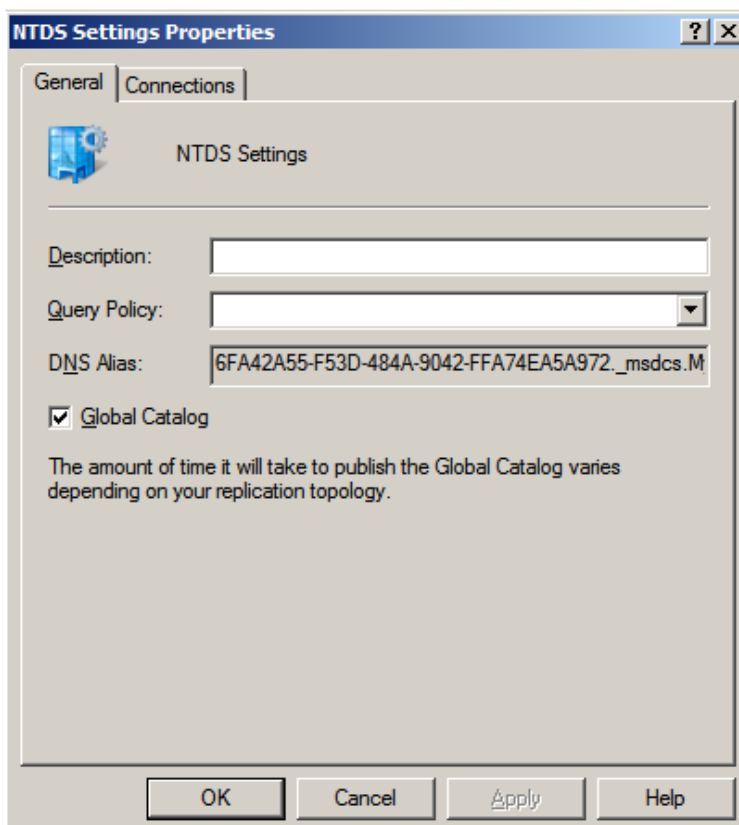 NTDS Settings Properties
General Connections
NTDS Settings
Description:
Query Policy:
DNS Alias: 6FA42A55-F53D-484A-9042-FFA74EA5A972._msdcs.M
Global Catalog
The amount of time it will take to publish the Global Catalog varies
depending on your replication topology.
OK Cancel Apply Help